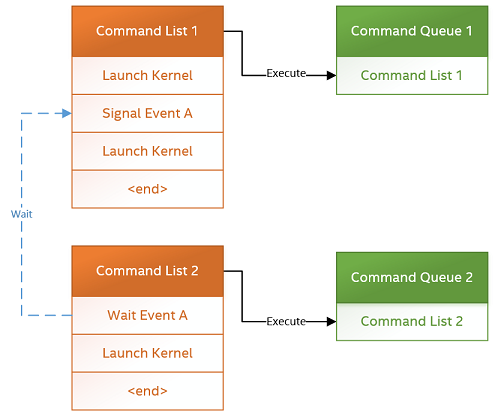 Command List 1
Launch Kernel
Signal Event A
Launch Kernel
<end>
Execute
Command Queue 1
Command List 1
Wait
Command List 2
Wait Event A
Launch Kernel
<end>
Execute
Command Queue 2
Command List 2